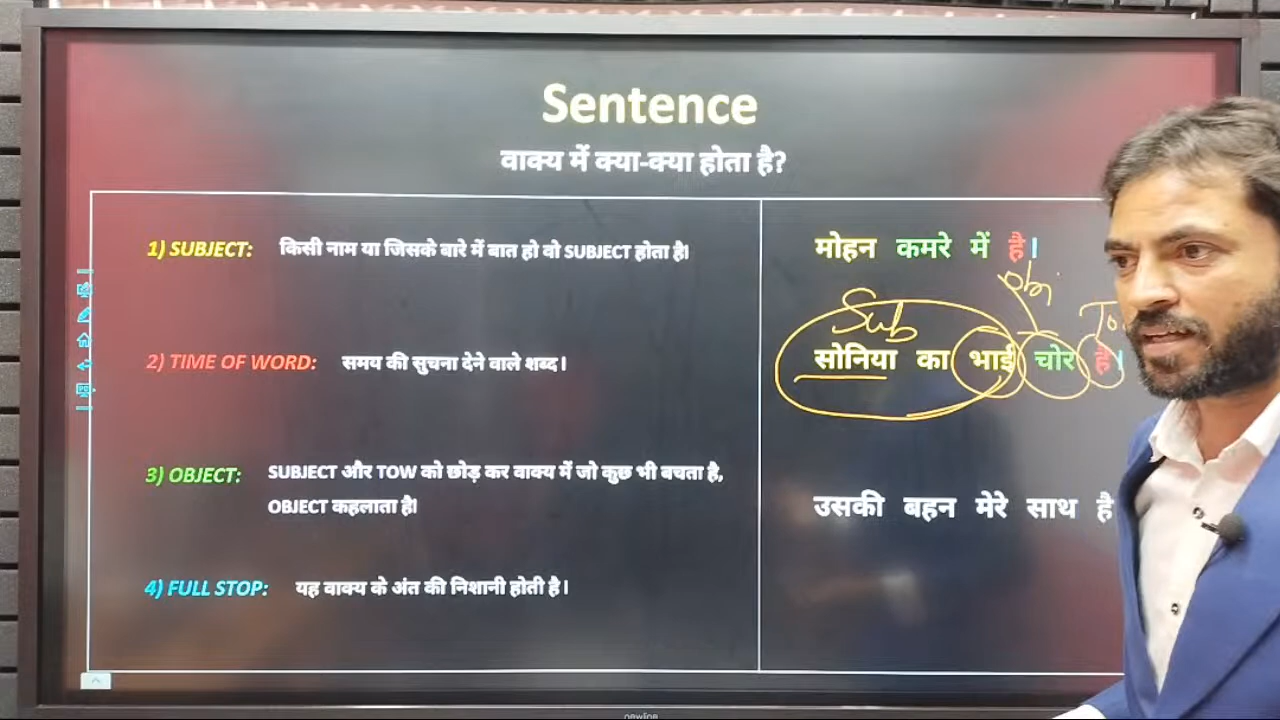 Sentence
वाक्य में क्या-क्या होता है?
1) SUBJECT: किसी नाम या जिसके बारे में बात हो वो SUBJECT होता है।
2) TIME OF WORD: समय की सुचना देने वाले शब्द।
3) OBJECT: SUBJECT और TOW को छोड़ कर वाक्य में जो कुछ भी बचता है,
OBJECT कहलाता है।
4) FULL STOP: यह वाक्य के अंत की निशानी होती है।
मोहन कमरे में है।
obj
Sub
सोनिया का भाई चोर है।
उसकी बहन मेरे साथ है
newline